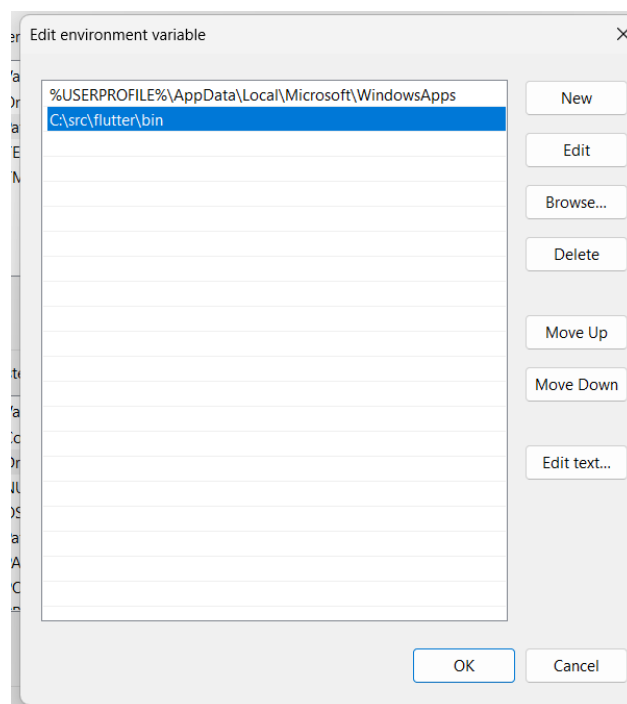 Edit environment variable
%USERPROFILE%\AppData\Local\Microsoft\WindowsApps
C:\src\flutter\bin
New
Edit
Browse...
Delete
Move Up
Move Down
Edit text...
OK
Cancel